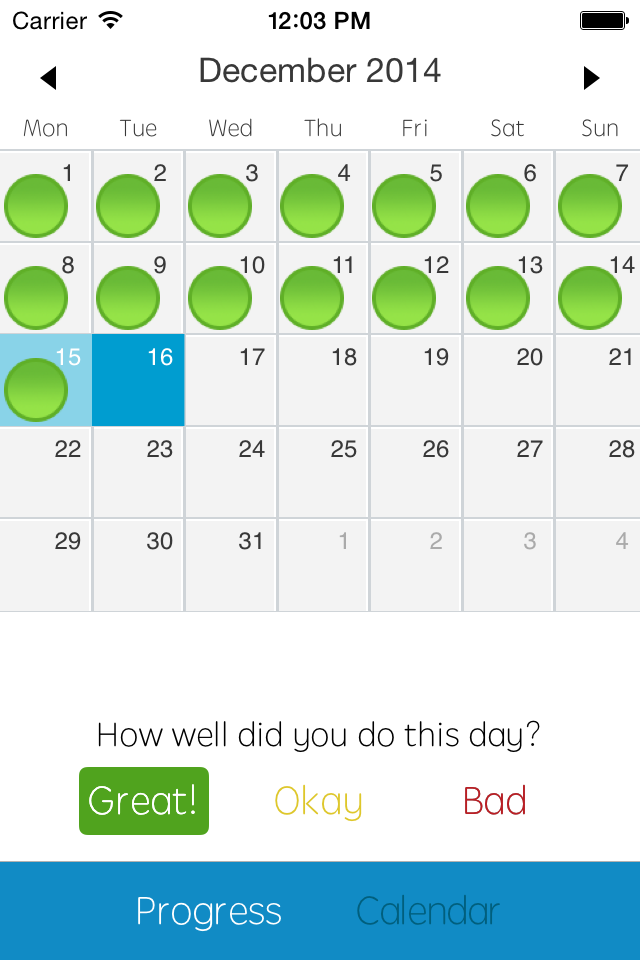 Carrier 12:03 PM
December 2014
Mon Tue Wed Thu Fri Sat Sun
1 2 3 4 5 6 7
8 9 10 11 12 13 14
15 16 17 18 19 20 21
22 23 24 25 26 27 28
29 30 31 1 2 3 4
How well did you do this day?
Great! Okay Bad
Progress Calendar